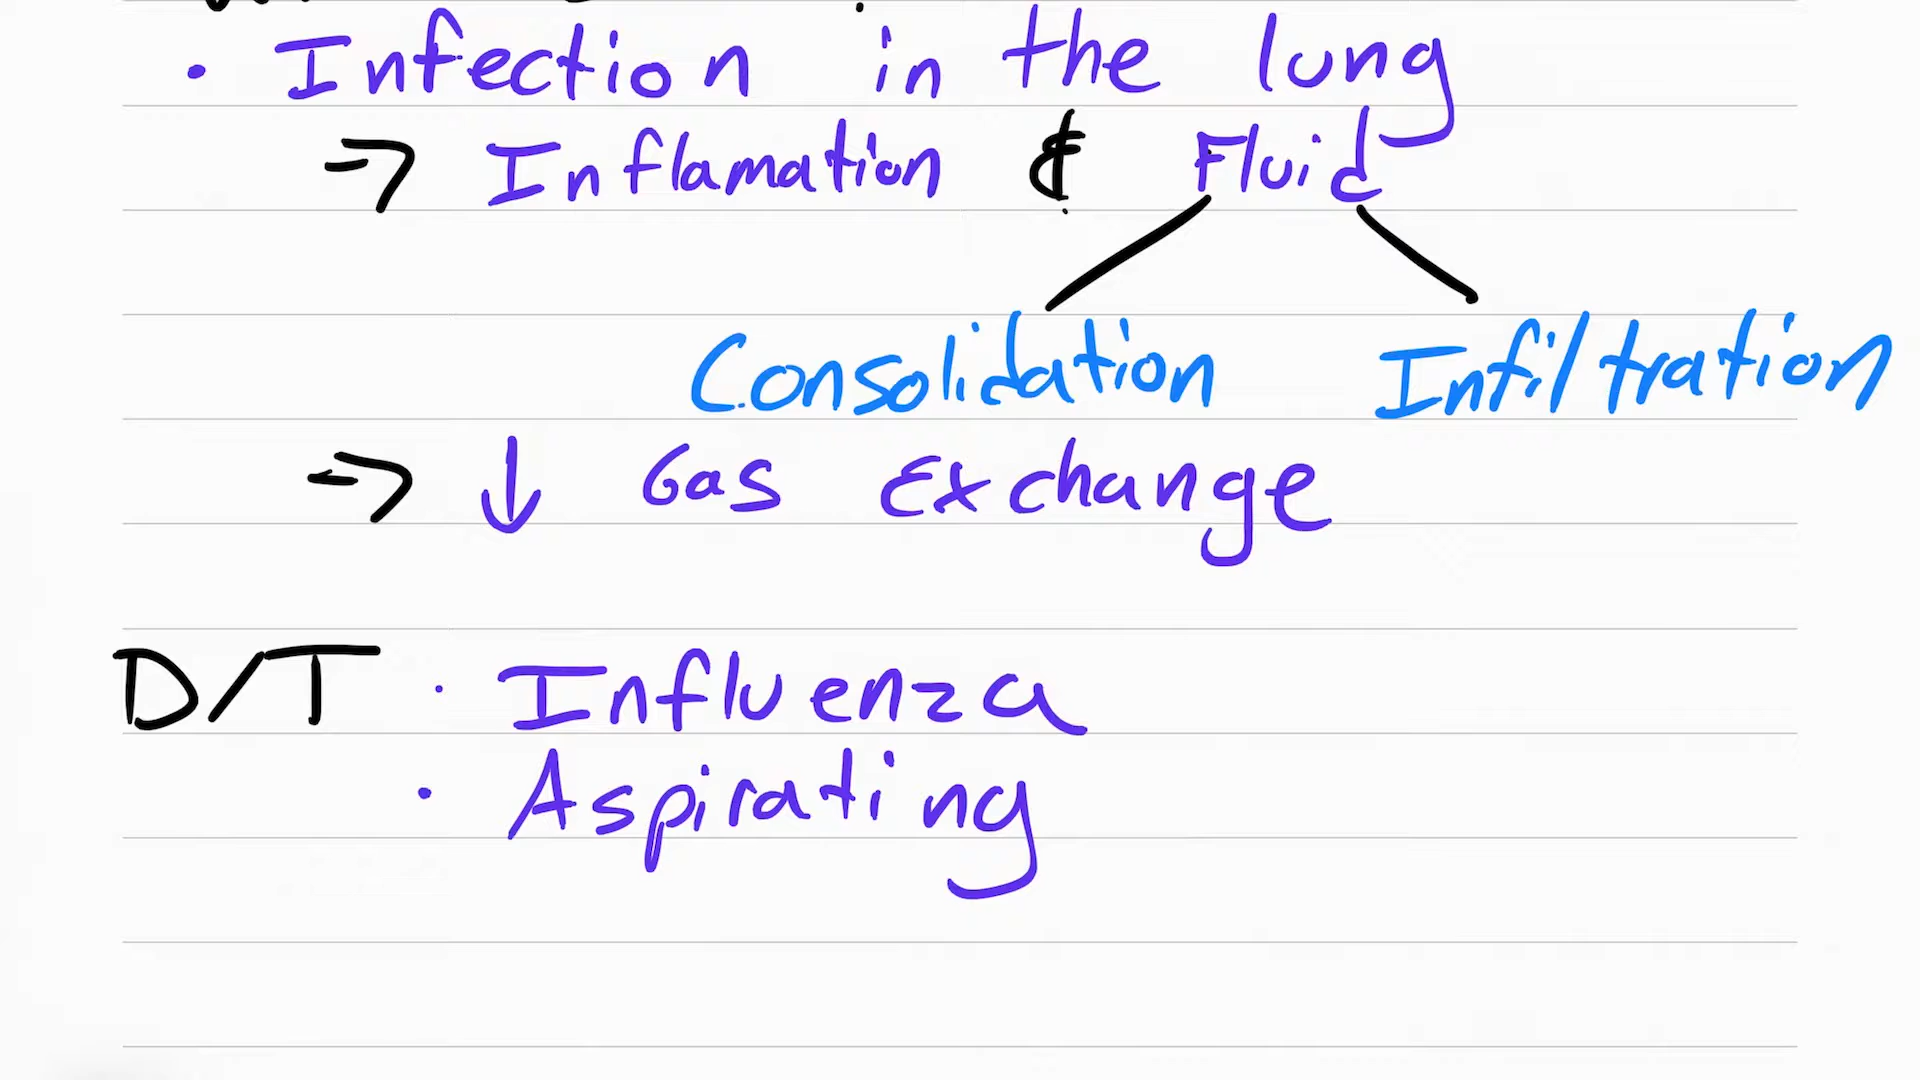 · Infection in the lung
=> Inflamation & Fluid
Consolidation Infiltration
=> ↓ Gas Exchange
D/T · Influenza
· Aspirating